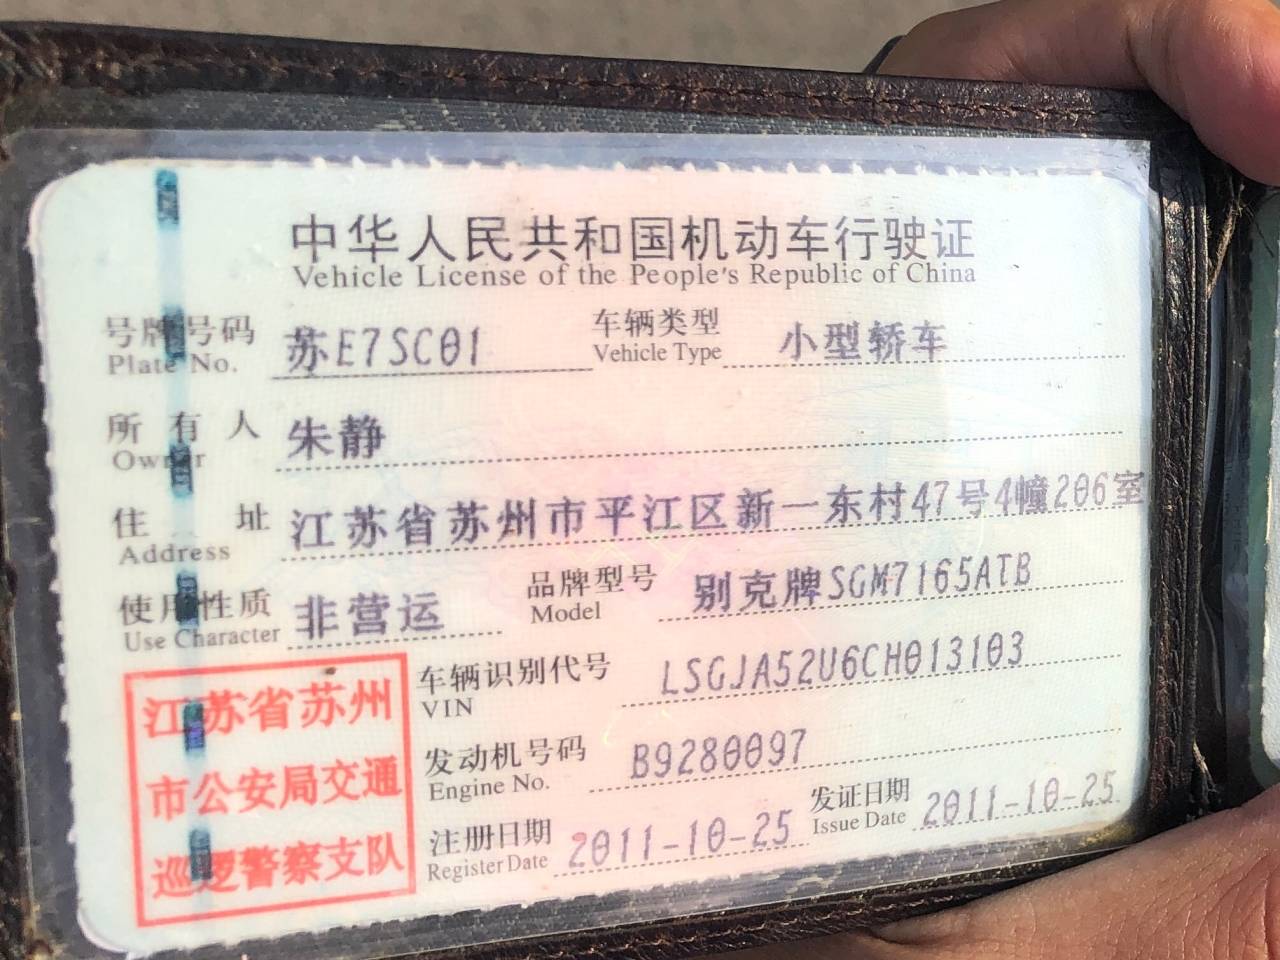 中华人民共和国机动车行驶证
Vehicle License of the People's Republic of China
号牌号码 苏E7SC01 车辆类型 小型轿车
Plate No. Vehicle Type
所有人 朱静
Owner
住址 江苏省苏州市平江区新一东村47号4幢206室
Address
使用性质 非营运 品牌型号 别克牌SGM7165ATB
Use Character Model
车辆识别代号 LSGJA52U6CH013103
VIN
发动机号码 B9280097
Engine No.
注册日期 2011-10-25 发证日期 2011-10-25
Register Date Issue Date
江苏省苏州
市公安局交通
巡逻警察支队